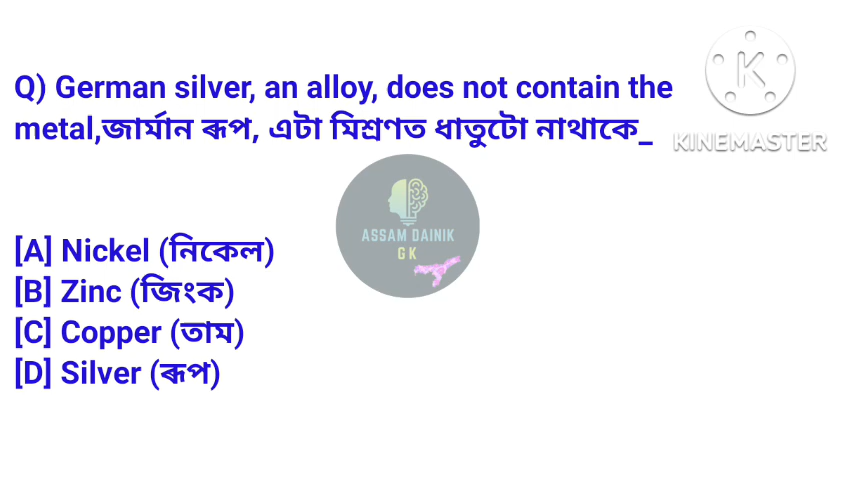 Q) German silver, an alloy, does not contain the
metal,জাৰ্মান ৰূপ, এটা মিশ্ৰণত ধাতুটো নাথাকে_
KINEMASTER
ASSAM DAINIK
GK
[A] Nickel (নিকেল)
[B] Zinc (জিংক)
[C] Copper (তাম)
[D] Silver (ৰূপ)